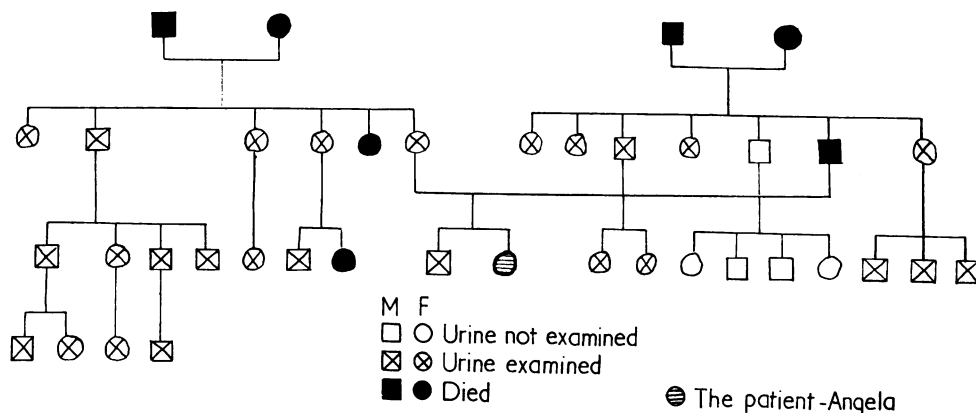 M F
Urine not examined
Urine examined
Died
The patient-Angela